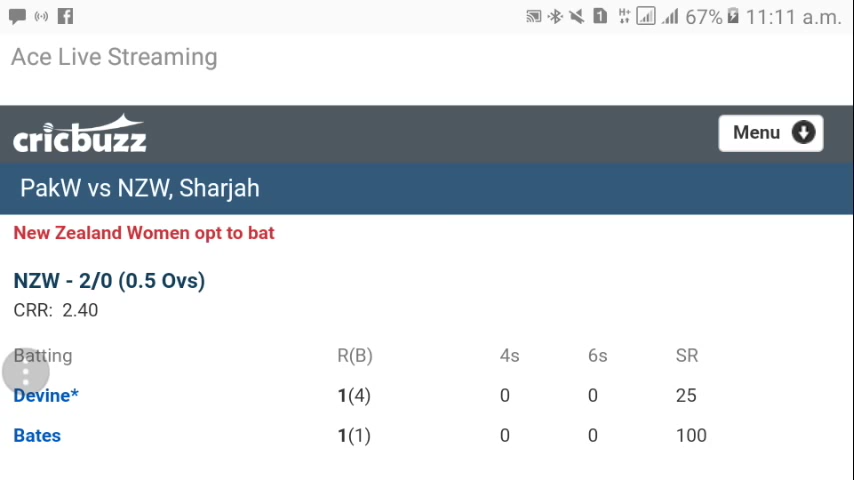 1 H+ 67% 11:11 a.m.
Ace Live Streaming
cricbuzz Menu
PakW vs NZW, Sharjah
New Zealand Women opt to bat
NZW - 2/0 (0.5 Ovs)
CRR: 2.40
Batting R(B) 4s 6s SR
Devine* 1(4) 0 0 25
Bates 1(1) 0 0 100